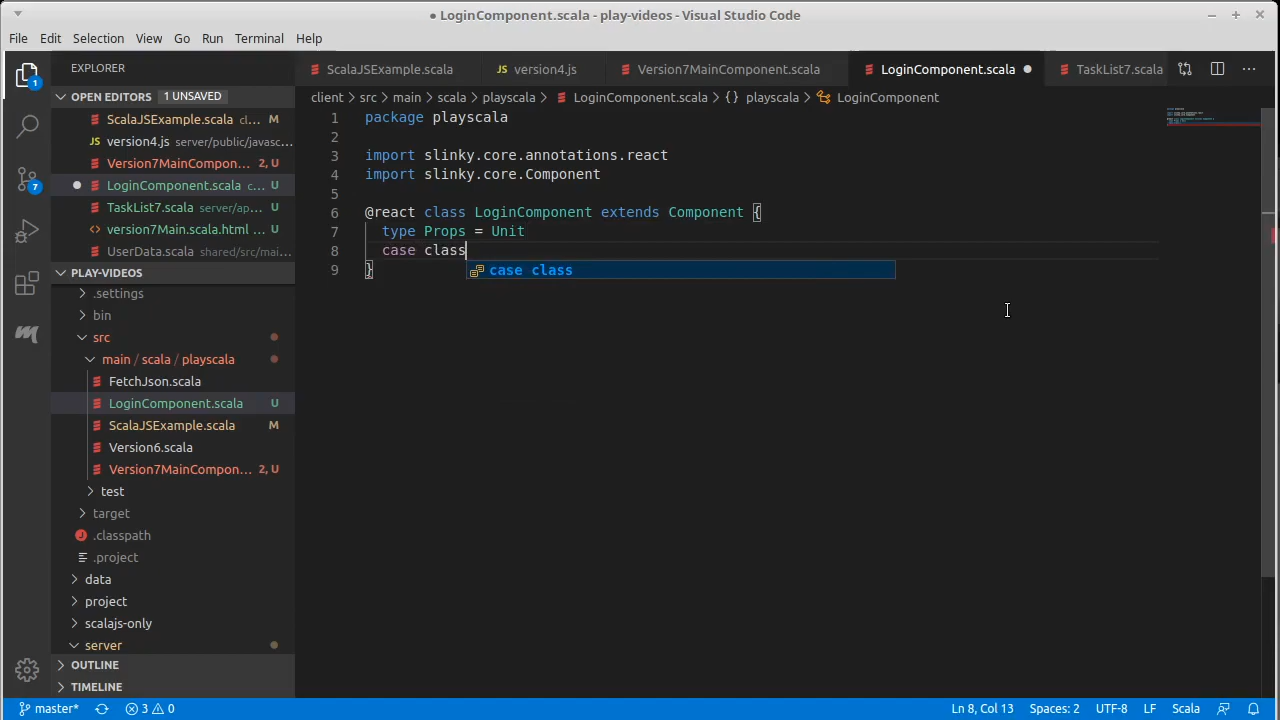 ● LoginComponent.scala - play-videos - Visual Studio Code
File Edit Selection View Go Run Terminal Help
EXPLORER
ScalaJSExample.scala
JS version4.js
Version7MainComponent.scala
LoginComponent.scala ●
TaskList7.scala
OPEN EDITORS 1 UNSAVED
client > src > main > scala > playscala > LoginComponent.scala > {} playscala > LoginComponent
ScalaJSExample.scala cl... M
JS version4.js server/public/javasc...
Version7MainCompon... 2, U
● LoginComponent.scala c... U
TaskList7.scala server/ap... U
<> version7Main.scala.html ... U
UserData.scala shared/src/mai...
PLAY-VIDEOS
.settings
bin
src
main / scala / playscala
FetchJson.scala
LoginComponent.scala U
ScalaJSExample.scala M
Version6.scala
Version7MainCompon... 2, U
test
target
J .classpath
.project
data
project
scalajs-only
server
OUTLINE
TIMELINE
1
7
1 package playscala
2
3 import slinky.core.annotations.react
4 import slinky.core.Component
5
6 @react class LoginComponent extends Component {
7 type Props = Unit
8 case class
9 }
case class
master* 3 0 Ln 8, Col 13 Spaces: 2 UTF-8 LF Scala